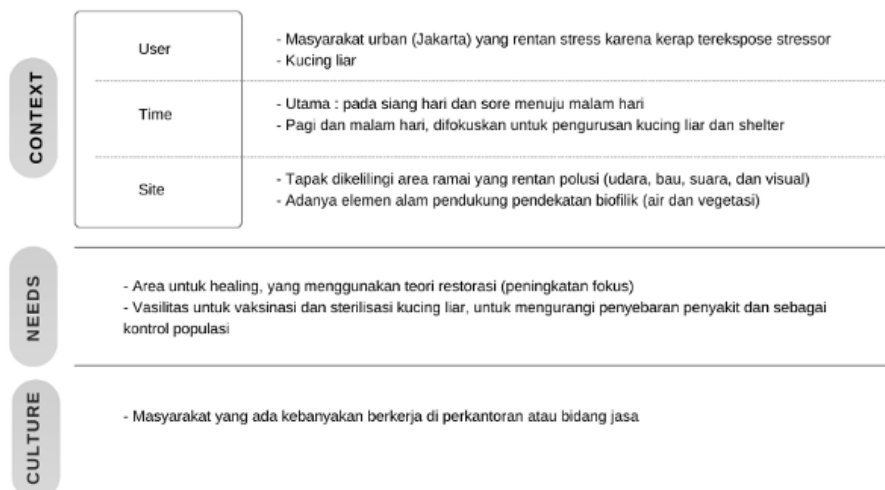 CONTEXT
User
- Masyarakat urban (Jakarta) yang rentan stress karena kerap terekspose stressor
- Kucing liar
Time
- Utama : pada siang hari dan sore menuju malam hari
- Pagi dan malam hari, difokuskan untuk pengurusan kucing liar dan shelter
Site
- Tapak dikelilingi area ramai yang rentan polusi (udara, bau, suara, dan visual)
- Adanya elemen alam pendukung pendekatan biofilik (air dan vegetasi)
NEEDS
- Area untuk healing, yang menggunakan teori restorasi (peningkatan fokus)
- Vasilitas untuk vaksinasi dan sterilisasi kucing liar, untuk mengurangi penyebaran penyakit dan sebagai
kontrol populasi
CULTURE
- Masyarakat yang ada kebanyakan berkerja di perkantoran atau bidang jasa